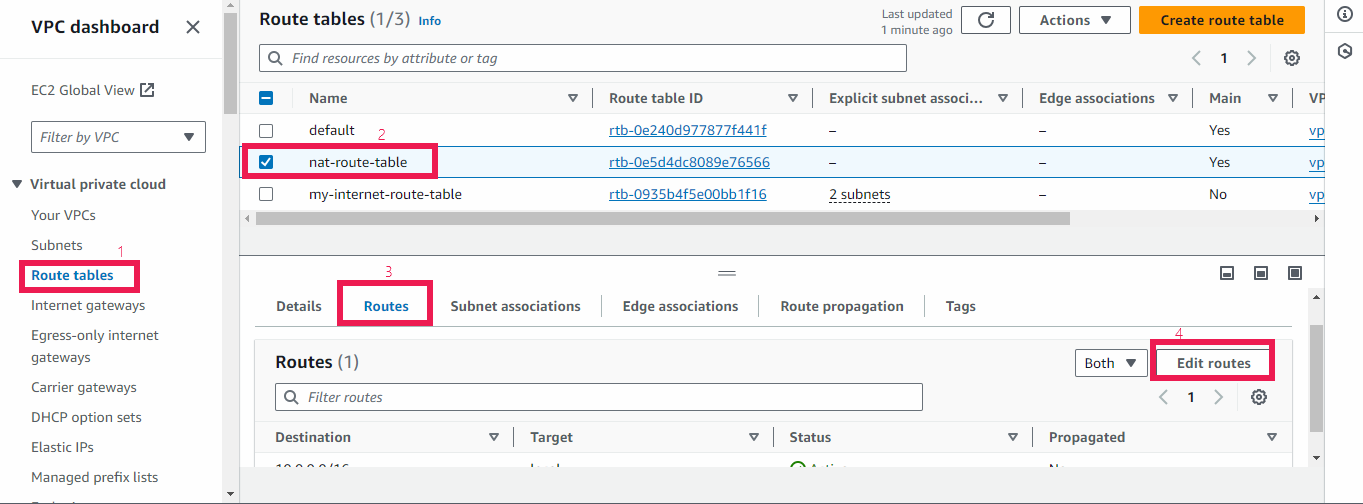 VPC dashboard
EC2 Global View
Filter by VPC
Virtual private cloud
Your VPCs
Subnets
1
Route tables
Internet gateways
Egress-only internet
gateways
Carrier gateways
DHCP option sets
Elastic IPs
Managed prefix lists
Route tables (1/3) Info
Last updated
1 minute ago
Actions
Create route table
Find resources by attribute or tag
1
Name Route table ID Explicit subnet associ... Edge associations Main VP
default rtb-0e240d977877f441f – – Yes vp
2
nat-route-table rtb-0e5d4dc8089e76566 – – Yes vp
my-internet-route-table rtb-0935b4f5e00bb1f16 2 subnets – No vp
3
Details Routes Subnet associations Edge associations Route propagation Tags
4
Routes (1) Both Edit routes
Filter routes 1
Destination Target Status Propagated